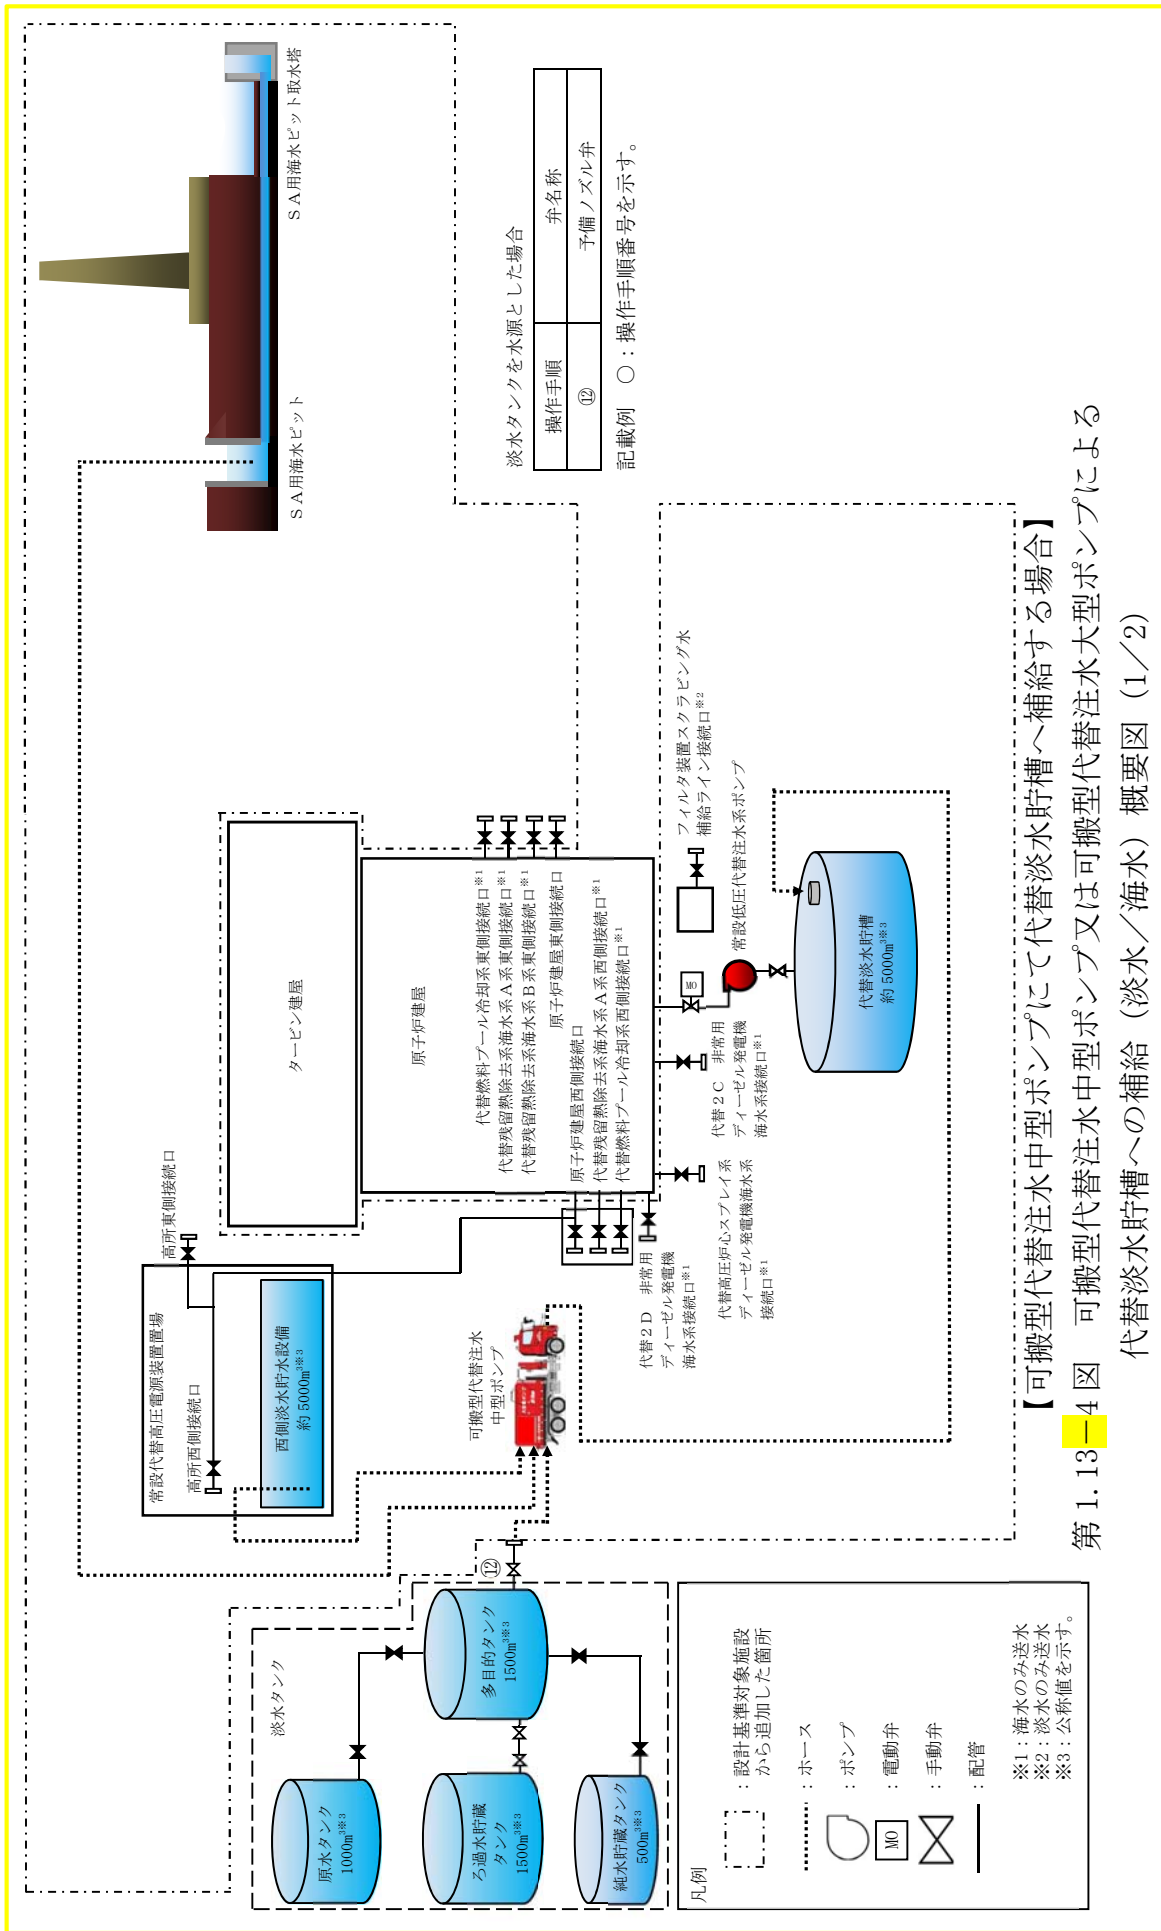 ＳＡ用海水ピット取水塔
ＳＡ用海水ピット
淡水タンクを水源とした場合
操作手順
弁名称
⑫
予備ノズル弁
記載例　○：操作手順番号を示す。
タービン建屋
原子炉建屋
代替燃料プール冷却系東側接続口※1
代替残留熱除去系海水系Ａ系東側接続口※1
代替残留熱除去系海水系Ｂ系東側接続口※1
原子炉建屋東側接続口
原子炉建屋西側接続口
代替残留熱除去系海水系Ａ系西側接続口※1
代替燃料プール冷却系西側接続口※1
高所東側接続口
常設代替高圧電源装置置場
高所西側接続口
西側淡水貯水設備
約5000m³※3
可搬型代替注水
中型ポンプ
代替２Ｄ　非常用
ディーゼル発電機
海水系接続口※1
代替高圧炉心スプレイ系
ディーゼル発電機海水系
接続口※1
代替２Ｃ　非常用
ディーゼル発電機
海水系接続口※1
MO
常設低圧代替注水系ポンプ
フィルタ装置スクラビング水
補給ライン接続口※2
代替淡水貯槽
約5000m³※3
淡水タンク
原水タンク
1000m³※3
ろ過水貯蔵
タンク
1500m³※3
純水貯蔵タンク
500m³※3
多目的タンク
1500m³※3
⑫
凡例
：設計基準対象施設
から追加した箇所
：ホース
：ポンプ
MO
：電動弁
：手動弁
：配管
※1：海水のみ送水
※2：淡水のみ送水
※3：公称値を示す。
【可搬型代替注水中型ポンプにて代替淡水貯槽へ補給する場合】
第1.13－4図　可搬型代替注水中型ポンプ又は可搬型代替注水大型ポンプによる
代替淡水貯槽への補給（淡水／海水）概要図（1／2）